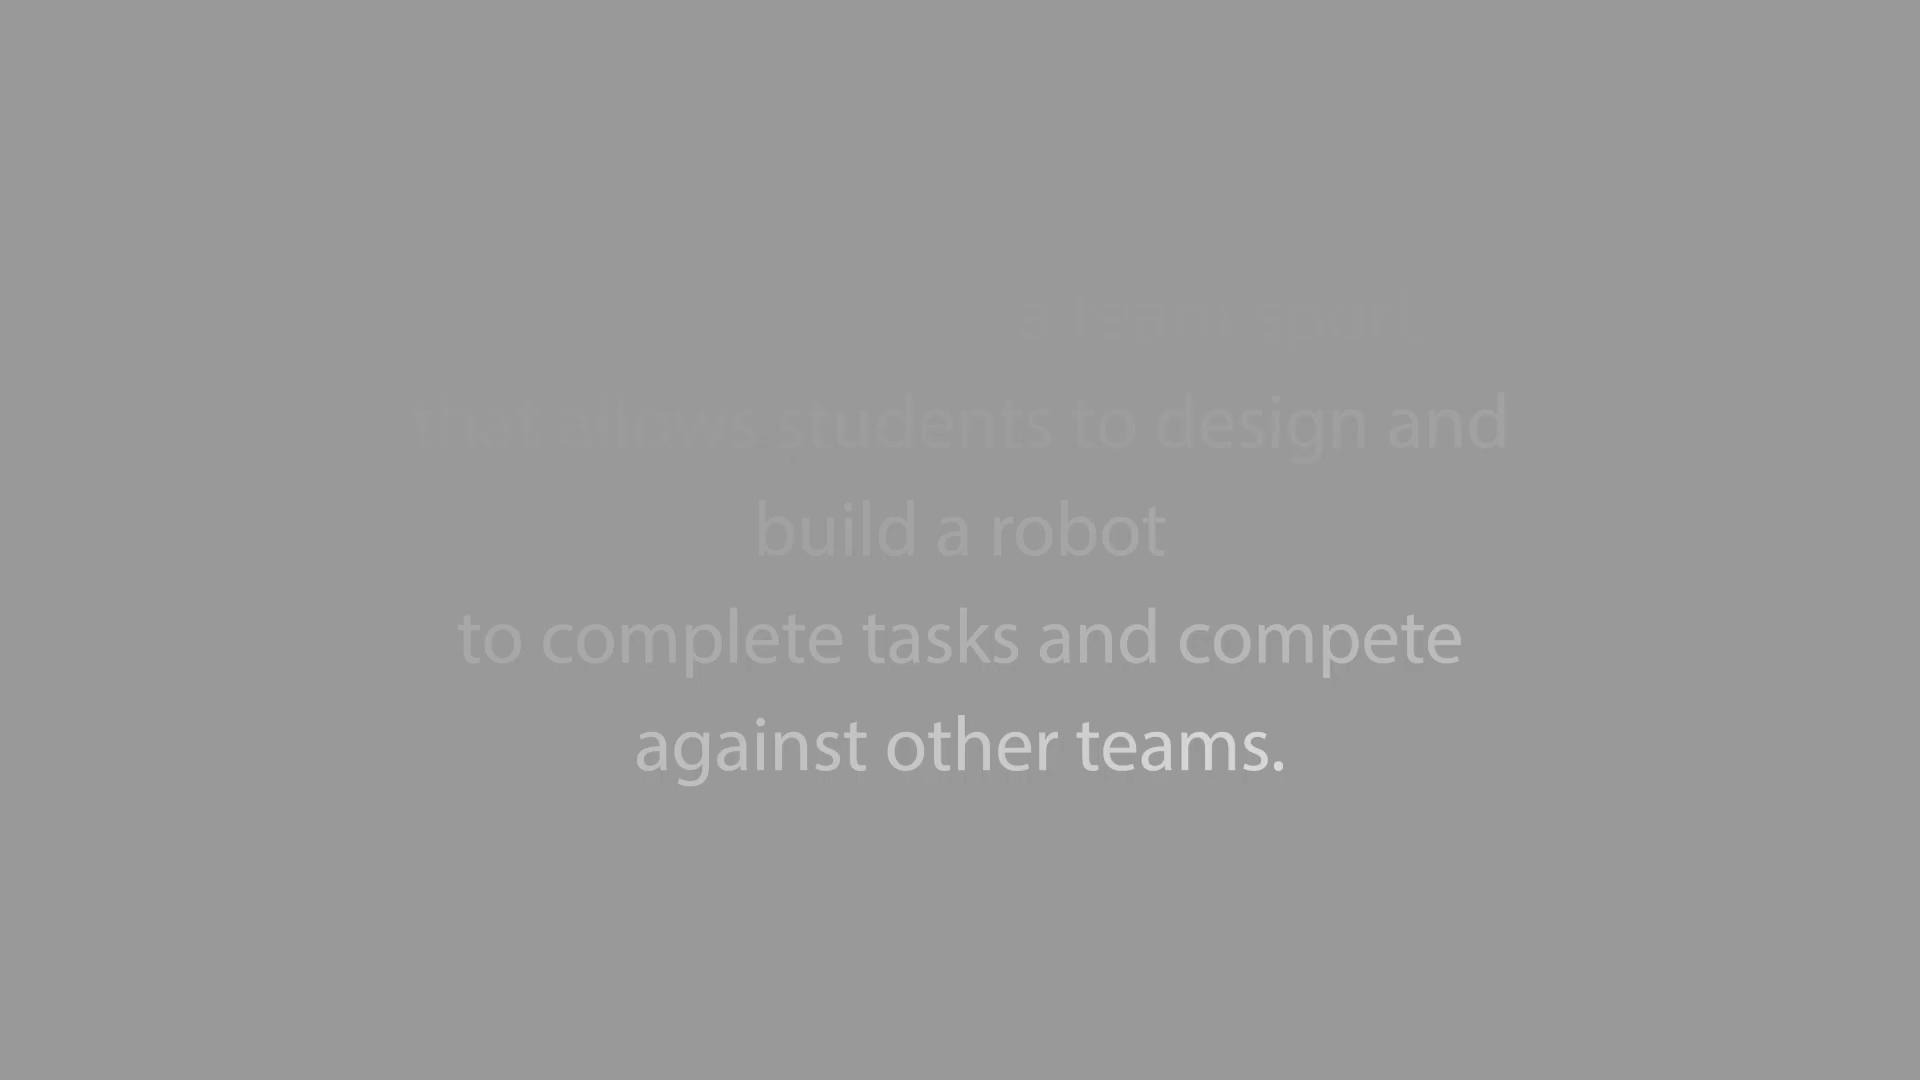 a team sport
that allows students to design and
build a robot
to complete tasks and compete
against other teams.